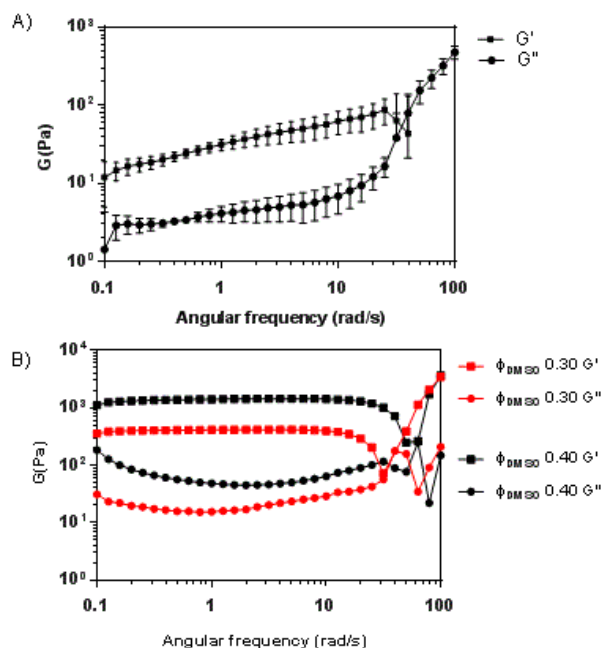 A)
G'
G"
G(Pa)
10³
10²
10¹
10⁰
0.1 1 10 100
Angular frequency (rad/s)
B)
ϕDMSO 0.30 G'
ϕDMSO 0.30 G"
ϕDMSO 0.40 G'
ϕDMSO 0.40 G"
G(Pa)
10⁴
10³
10²
10¹
10⁰
0.1 1 10 100
Angular frequency (rad/s)